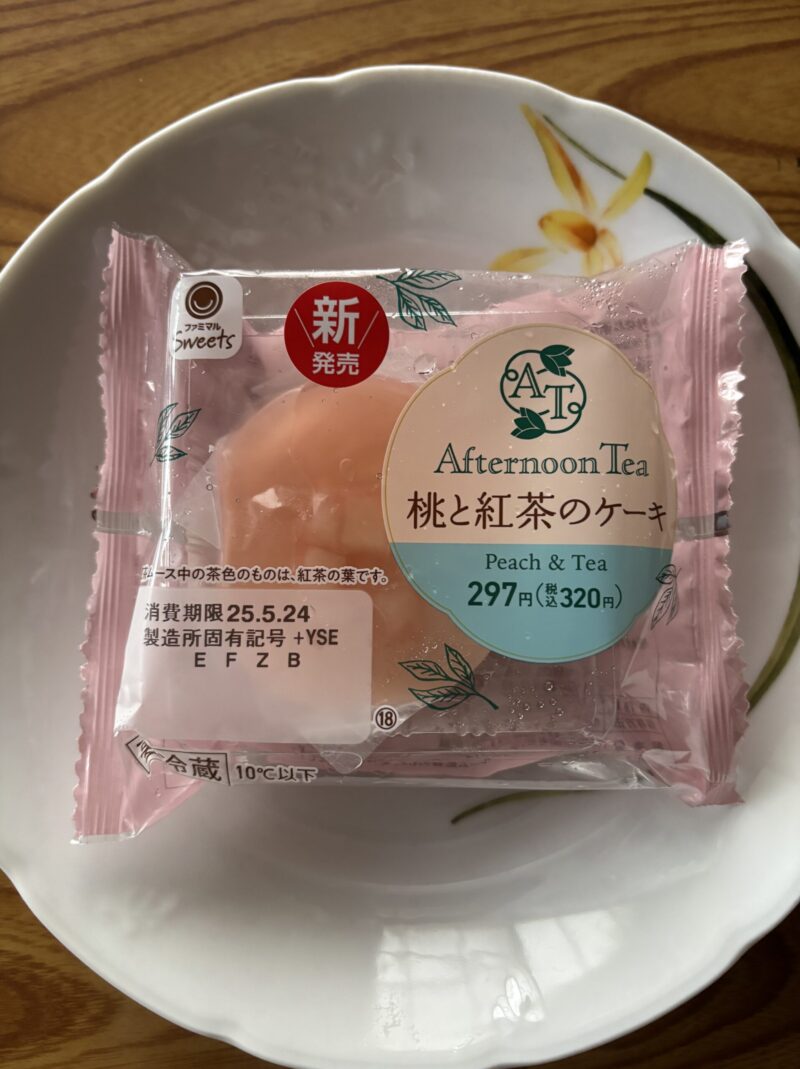 ファミマル
Sweets
新
発売
AT
Afternoon Tea
桃と紅茶のケーキ
Peach & Tea
297円(税込320円)
ムース中の茶色のものは、紅茶の葉です。
消費期限25.5.24
製造所固有記号 +YSE
E F Z B
⑱
冷蔵 10℃以下